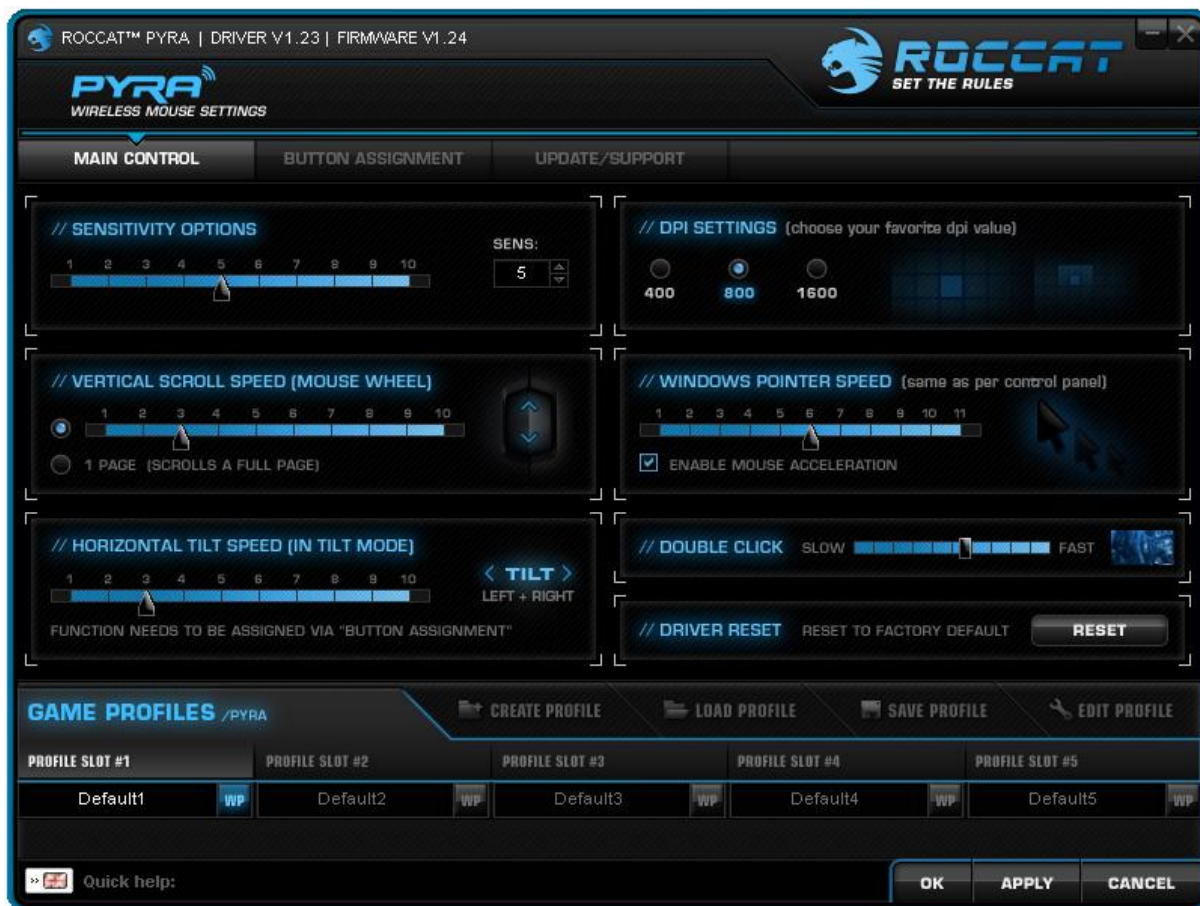 ROCCAT™ PYRA | DRIVER V1.23 | FIRMWARE V1.24
ROCCAT
SET THE RULES
PYRA
WIRELESS MOUSE SETTINGS
MAIN CONTROL
BUTTON ASSIGNMENT
UPDATE/SUPPORT
// SENSITIVITY OPTIONS
SENS:
1 2 3 4 5 6 7 8 9 10
5
// DPI SETTINGS (choose your favorite dpi value)
400 800 1600
// VERTICAL SCROLL SPEED (MOUSE WHEEL)
1 2 3 4 5 6 7 8 9 10
1 PAGE (SCROLLS A FULL PAGE)
// WINDOWS POINTER SPEED (same as per control panel)
1 2 3 4 5 6 7 8 9 10 11
ENABLE MOUSE ACCELERATION
// HORIZONTAL TILT SPEED (IN TILT MODE)
1 2 3 4 5 6 7 8 9 10
< TILT >
LEFT + RIGHT
FUNCTION NEEDS TO BE ASSIGNED VIA "BUTTON ASSIGNMENT"
// DOUBLE CLICK SLOW FAST
// DRIVER RESET RESET TO FACTORY DEFAULT RESET
GAME PROFILES /PYRA
CREATE PROFILE
LOAD PROFILE
SAVE PROFILE
EDIT PROFILE
PROFILE SLOT #1 PROFILE SLOT #2 PROFILE SLOT #3 PROFILE SLOT #4 PROFILE SLOT #5
Default1 WP Default2 WP Default3 WP Default4 WP Default5 WP
» Quick help:
OK APPLY CANCEL